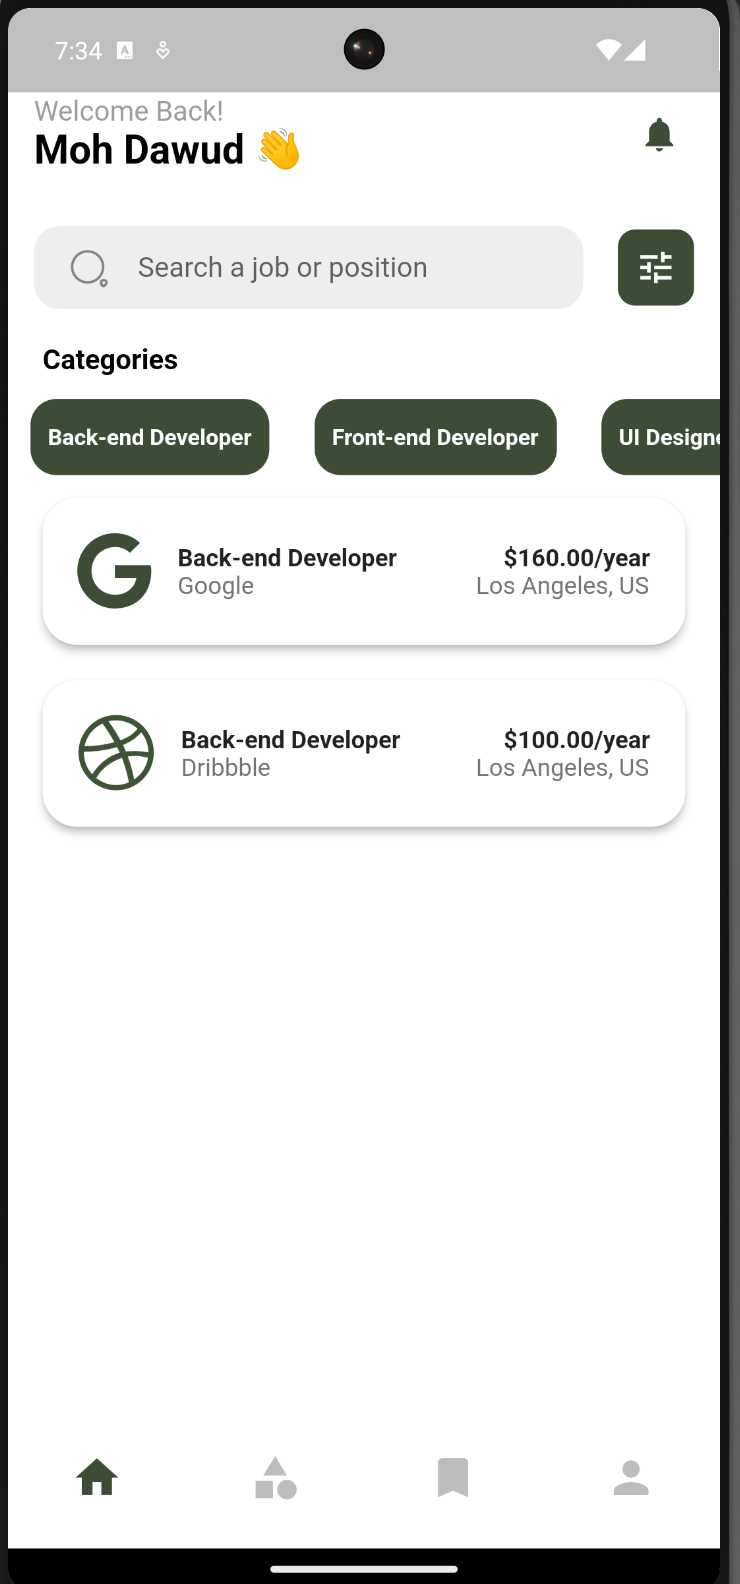 7:34
Welcome Back!
Moh Dawud 👋
Search a job or position
Categories
Back-end Developer Front-end Developer UI Designe
Back-end Developer $160.00/year
Google Los Angeles, US
Back-end Developer $100.00/year
Dribbble Los Angeles, US